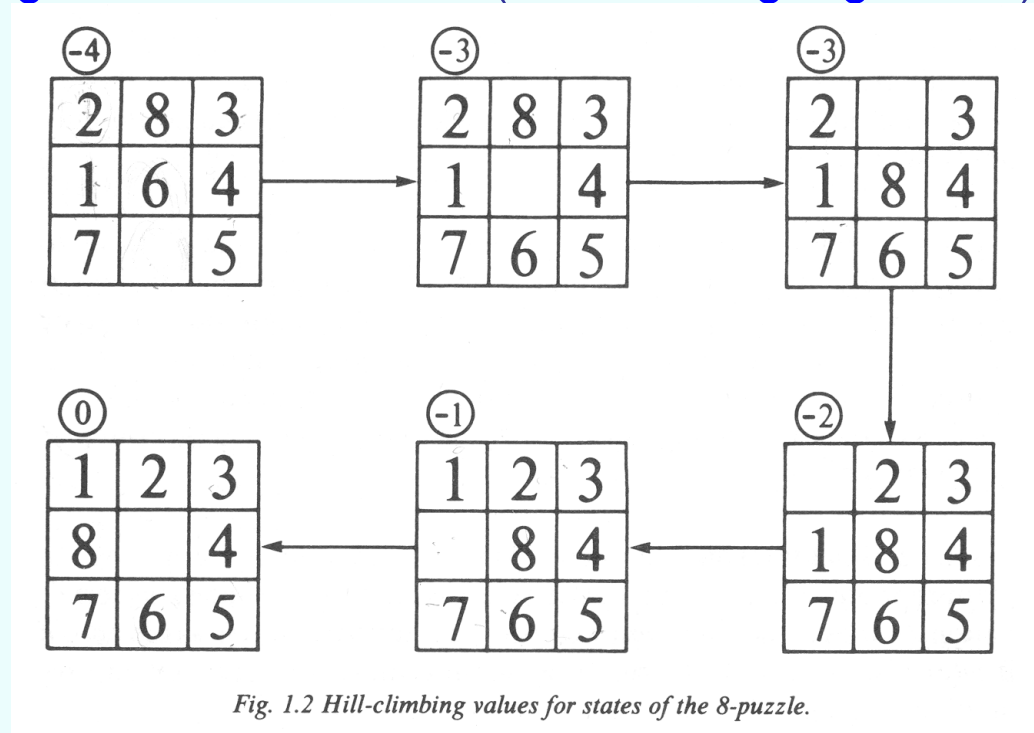 -4 -3 -3
2 8 3 2 8 3 2 3
1 6 4 1 4 1 8 4
7 5 7 6 5 7 6 5
0 -1 -2
1 2 3 1 2 3 2 3
8 4 8 4 1 8 4
7 6 5 7 6 5 7 6 5
Fig. 1.2 Hill-climbing values for states of the 8-puzzle.